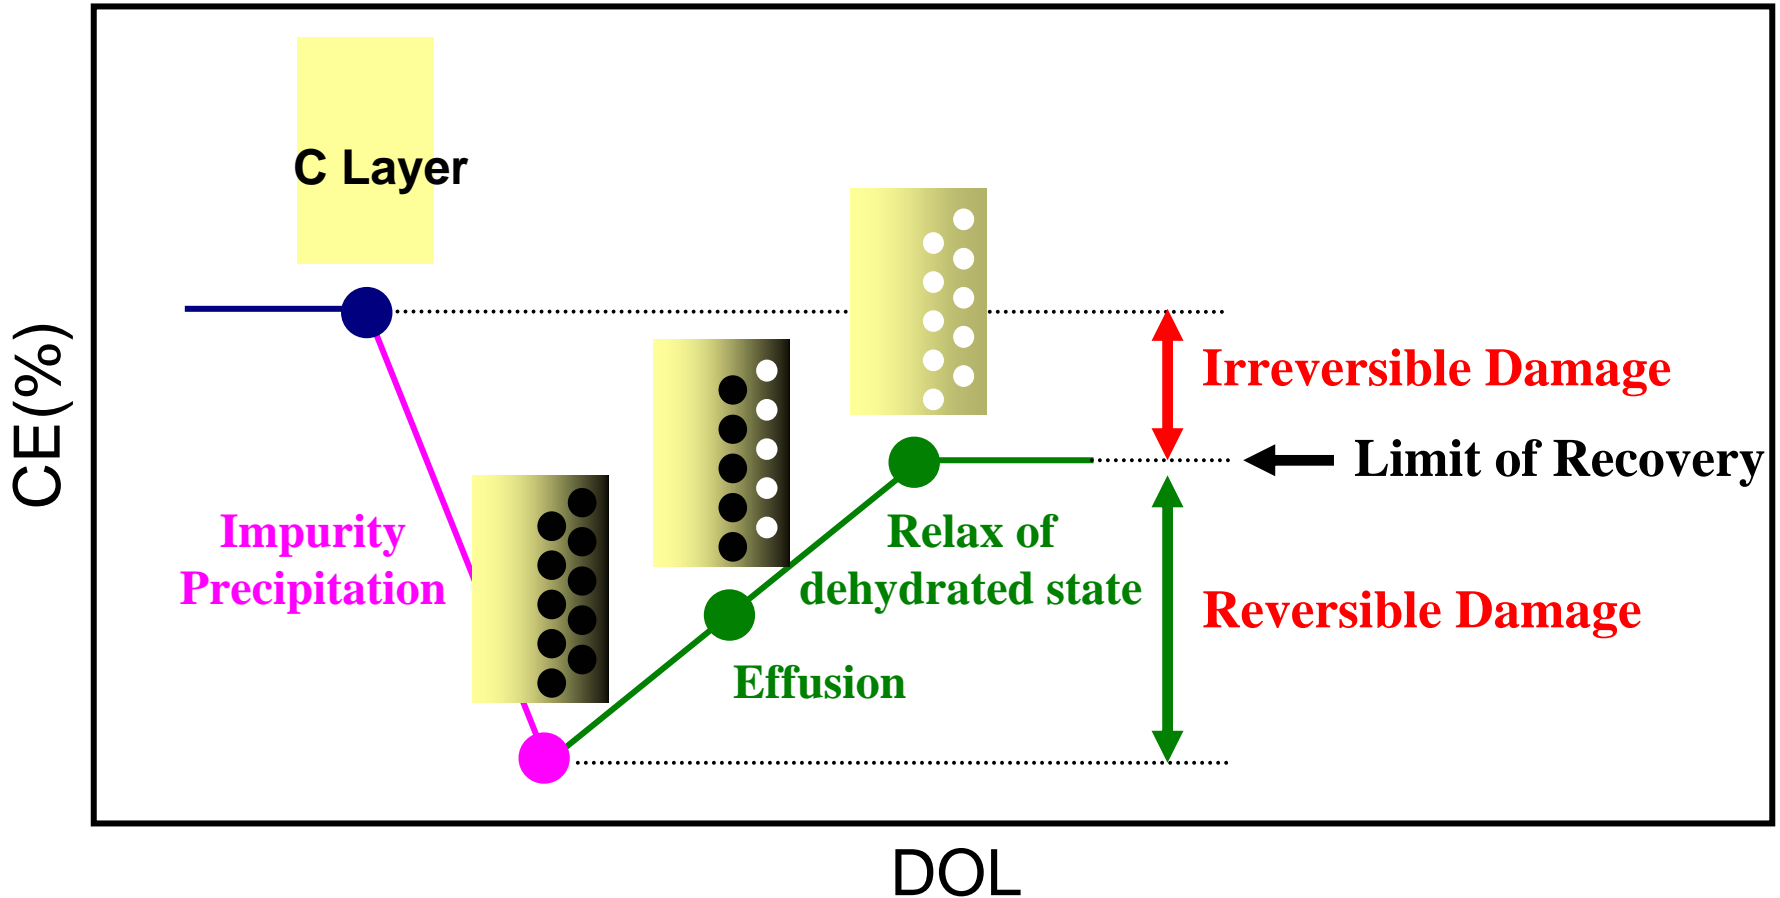 C Layer
CE(%)
Irreversible Damage
Limit of Recovery
Impurity
Precipitation
Relax of
dehydrated state
Reversible Damage
Effusion
DOL